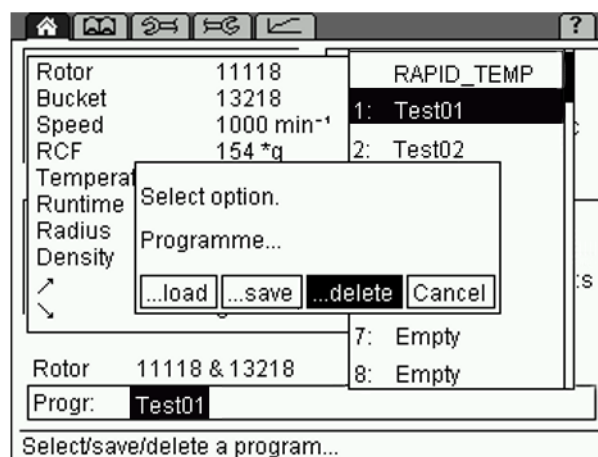 ?
Rotor 11118
Bucket 13218
Speed 1000 min⁻¹
RCF 154 *g
Runtime
Radius
Density
RAPID_TEMP
1: Test01
2: Test02
Select option.
Programme...
...load ...save ...delete Cancel
7: Empty
8: Empty
Rotor 11118 & 13218
Progr: Test01
Select/save/delete a program...